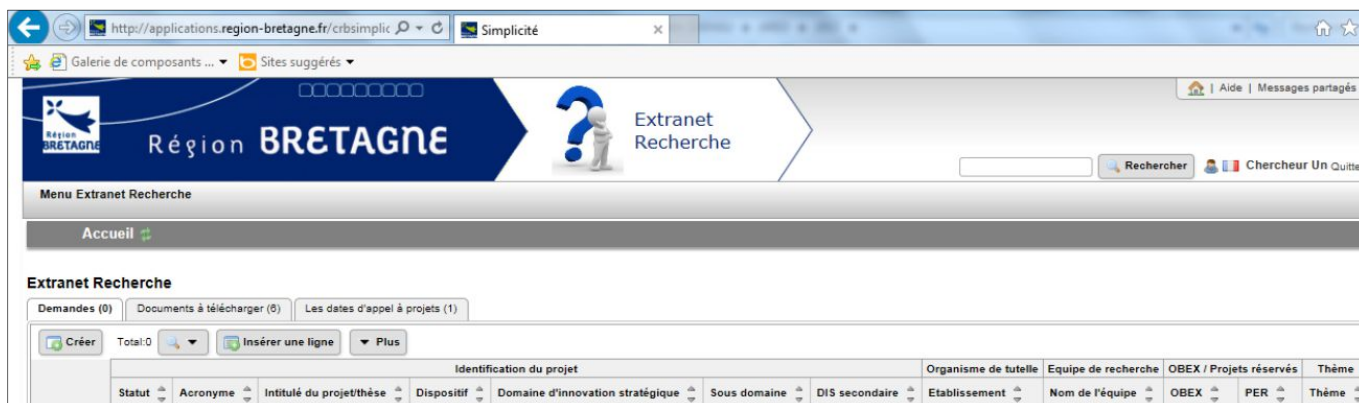 http://applications.region-bretagne.fr/crbsimplic Simplicité
Galerie de composants ... Sites suggérés
Aide | Messages partagés
Région BRETAGNE
Région BRETAGNE
Extranet
Recherche
Rechercher Chercheur Un Quitte
Menu Extranet Recherche
Accueil
Extranet Recherche
Demandes (0) Documents à télécharger (6) Les dates d'appel à projets (1)
Créer Total:0 Insérer une ligne Plus
Identification du projet Organisme de tutelle Equipe de recherche OBEX / Projets réservés Thème
Statut Acronyme Intitulé du projet/thèse Dispositif Domaine d'innovation stratégique Sous domaine DIS secondaire Etablissement Nom de l'équipe OBEX PER Thème